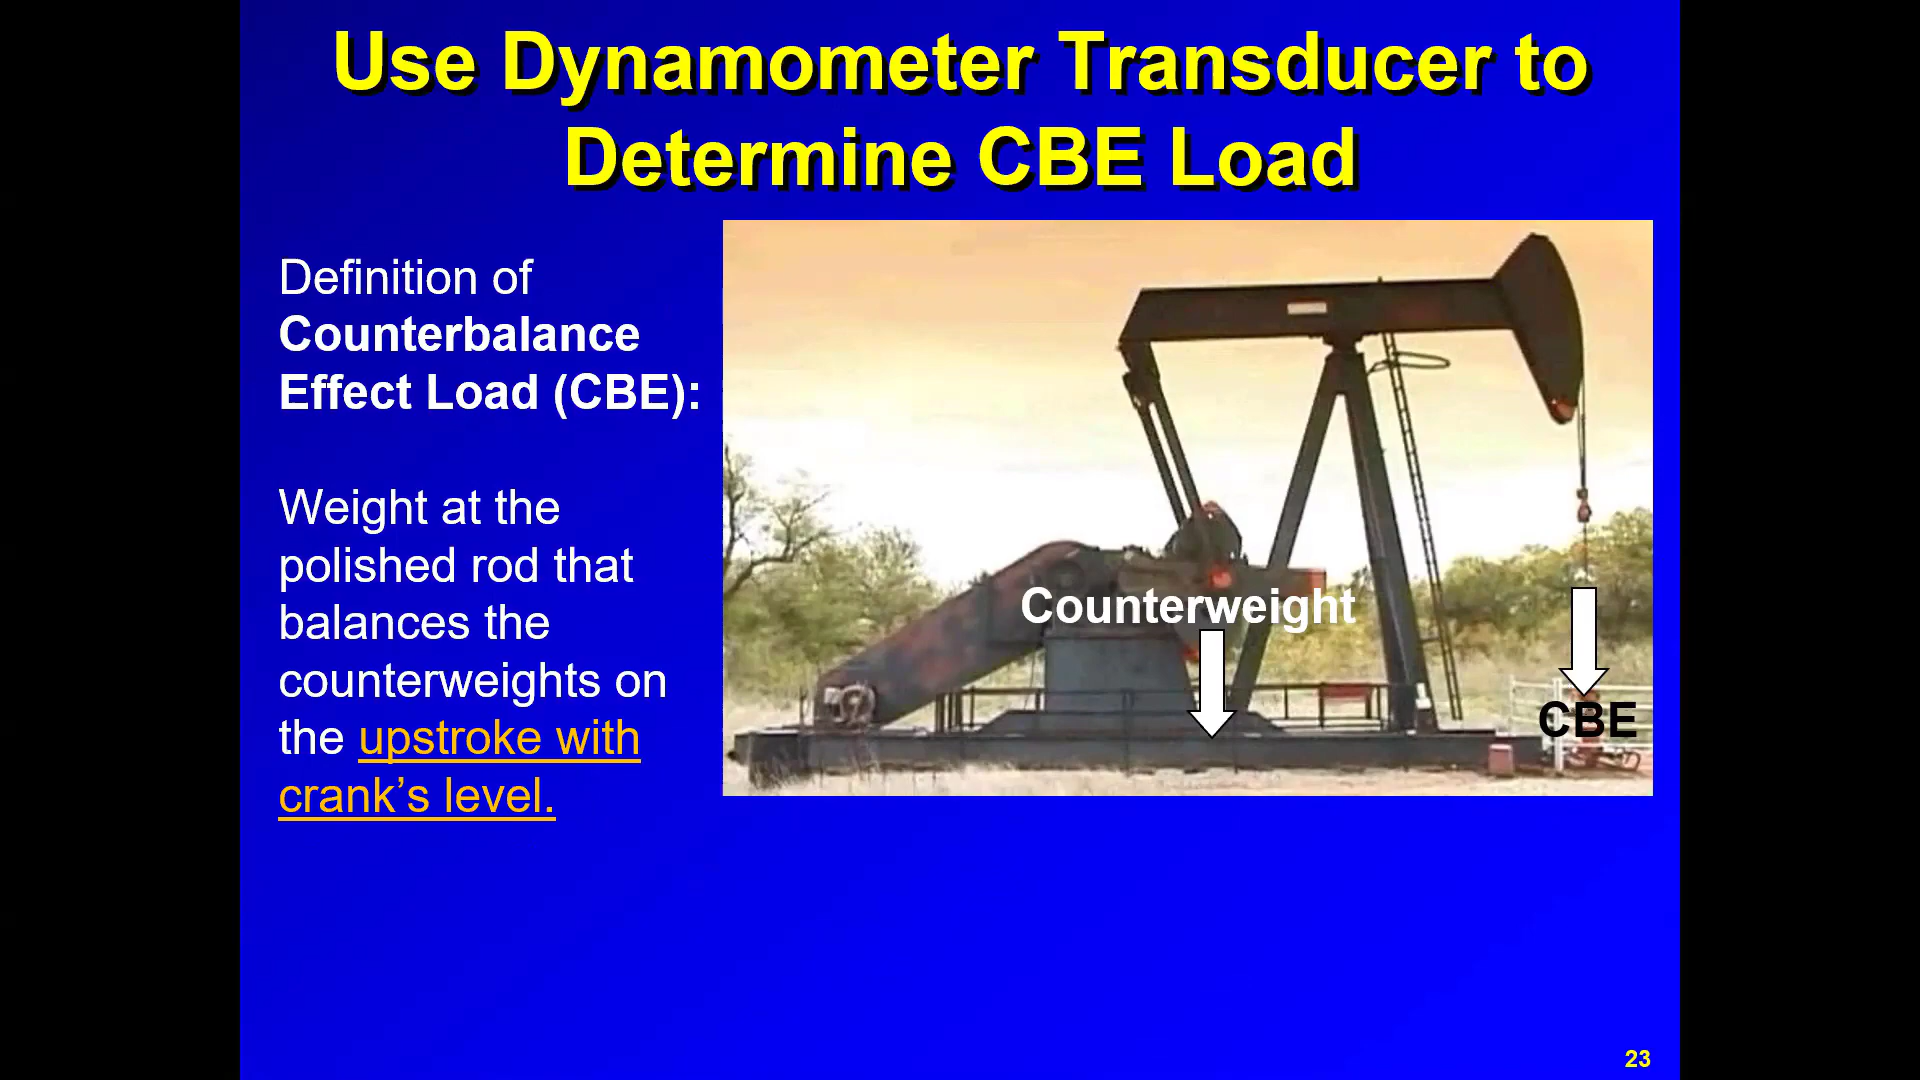 Use Dynamometer Transducer to
Determine CBE Load
Definition of
Counterbalance
Effect Load (CBE):
Weight at the
polished rod that
balances the
counterweights on
the upstroke with
crank’s level.
Counterweight
CBE
23